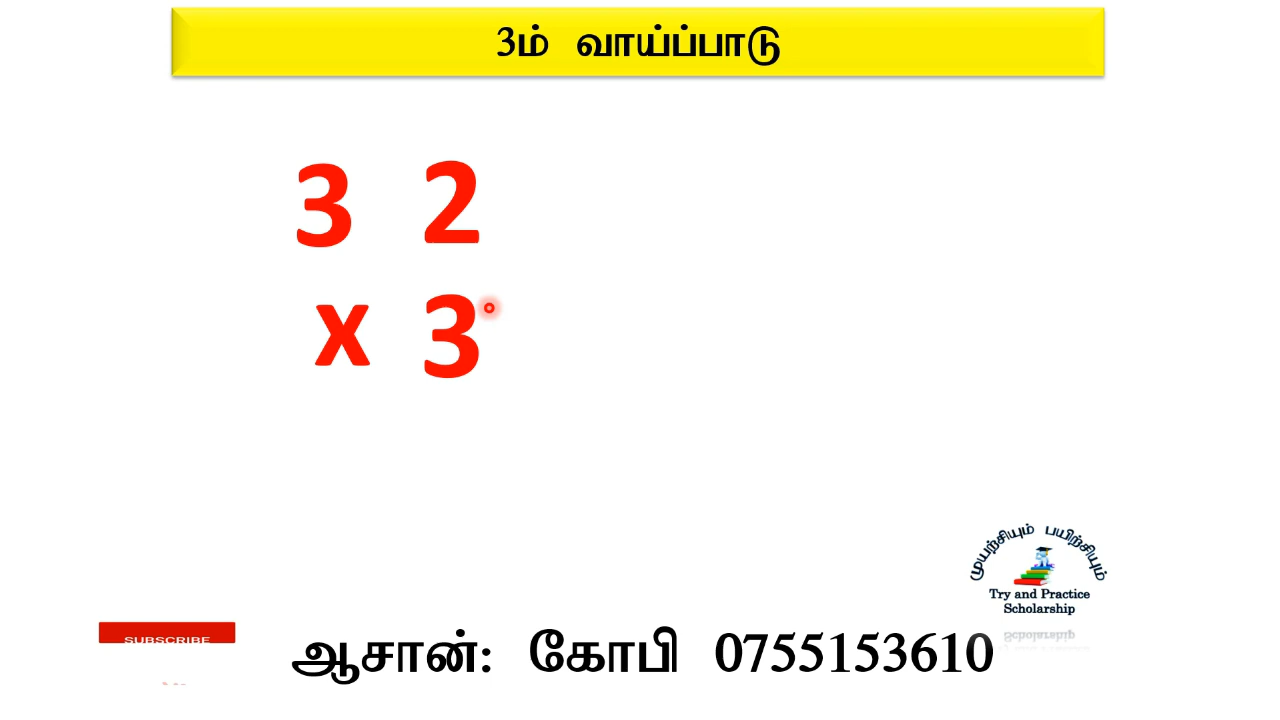 3ம் வாய்ப்பாடு
3 2
x 3
முயற்சியும் பயிற்சியும்
Try and Practice
Scholarship
SUBSCRIBE
ஆசான்: கோபி 0755153610